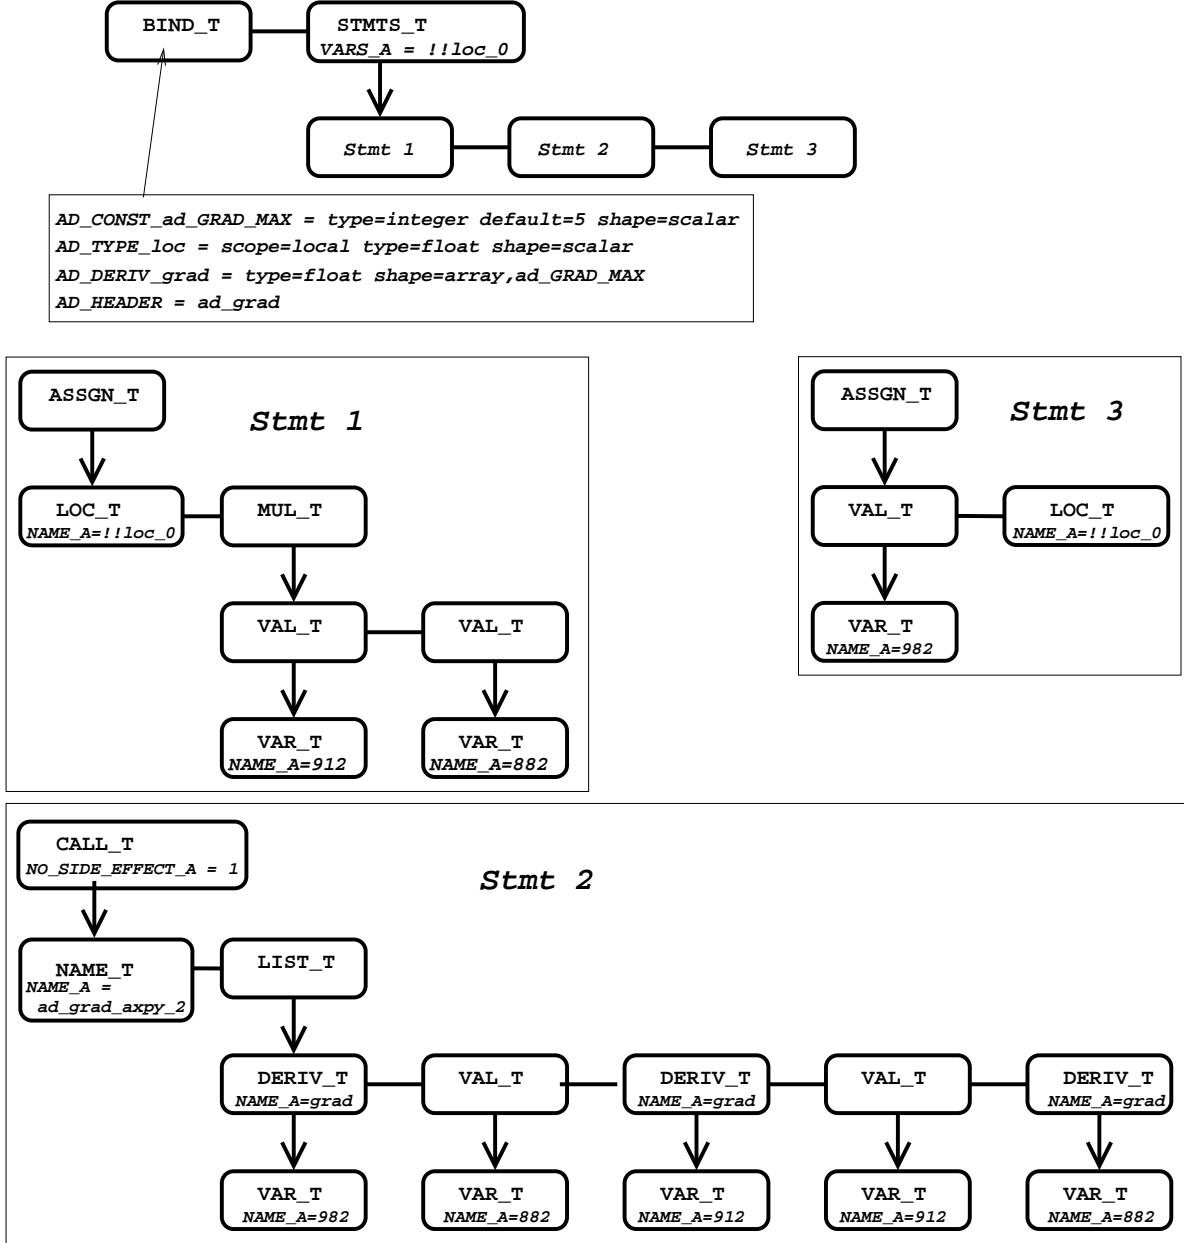 BIND_T
STMTS_T
VARS_A = !!loc_0
Stmt 1
Stmt 2
Stmt 3
AD_CONST_ad_GRAD_MAX = type=integer default=5 shape=scalar
AD_TYPE_loc = scope=local type=float shape=scalar
AD_DERIV_grad = type=float shape=array,ad_GRAD_MAX
AD_HEADER = ad_grad
ASSGN_T
Stmt 1
LOC_T
NAME_A=!!loc_0
MUL_T
VAL_T
VAL_T
VAR_T
NAME_A=912
VAR_T
NAME_A=882
ASSGN_T
Stmt 3
VAL_T
LOC_T
NAME_A=!!loc_0
VAR_T
NAME_A=982
CALL_T
NO_SIDE_EFFECT_A = 1
Stmt 2
NAME_T
NAME_A =
ad_grad_axpy_2
LIST_T
DERIV_T
NAME_A=grad
VAL_T
DERIV_T
NAME_A=grad
VAL_T
DERIV_T
NAME_A=grad
VAR_T
NAME_A=982
VAR_T
NAME_A=882
VAR_T
NAME_A=912
VAR_T
NAME_A=912
VAR_T
NAME_A=882